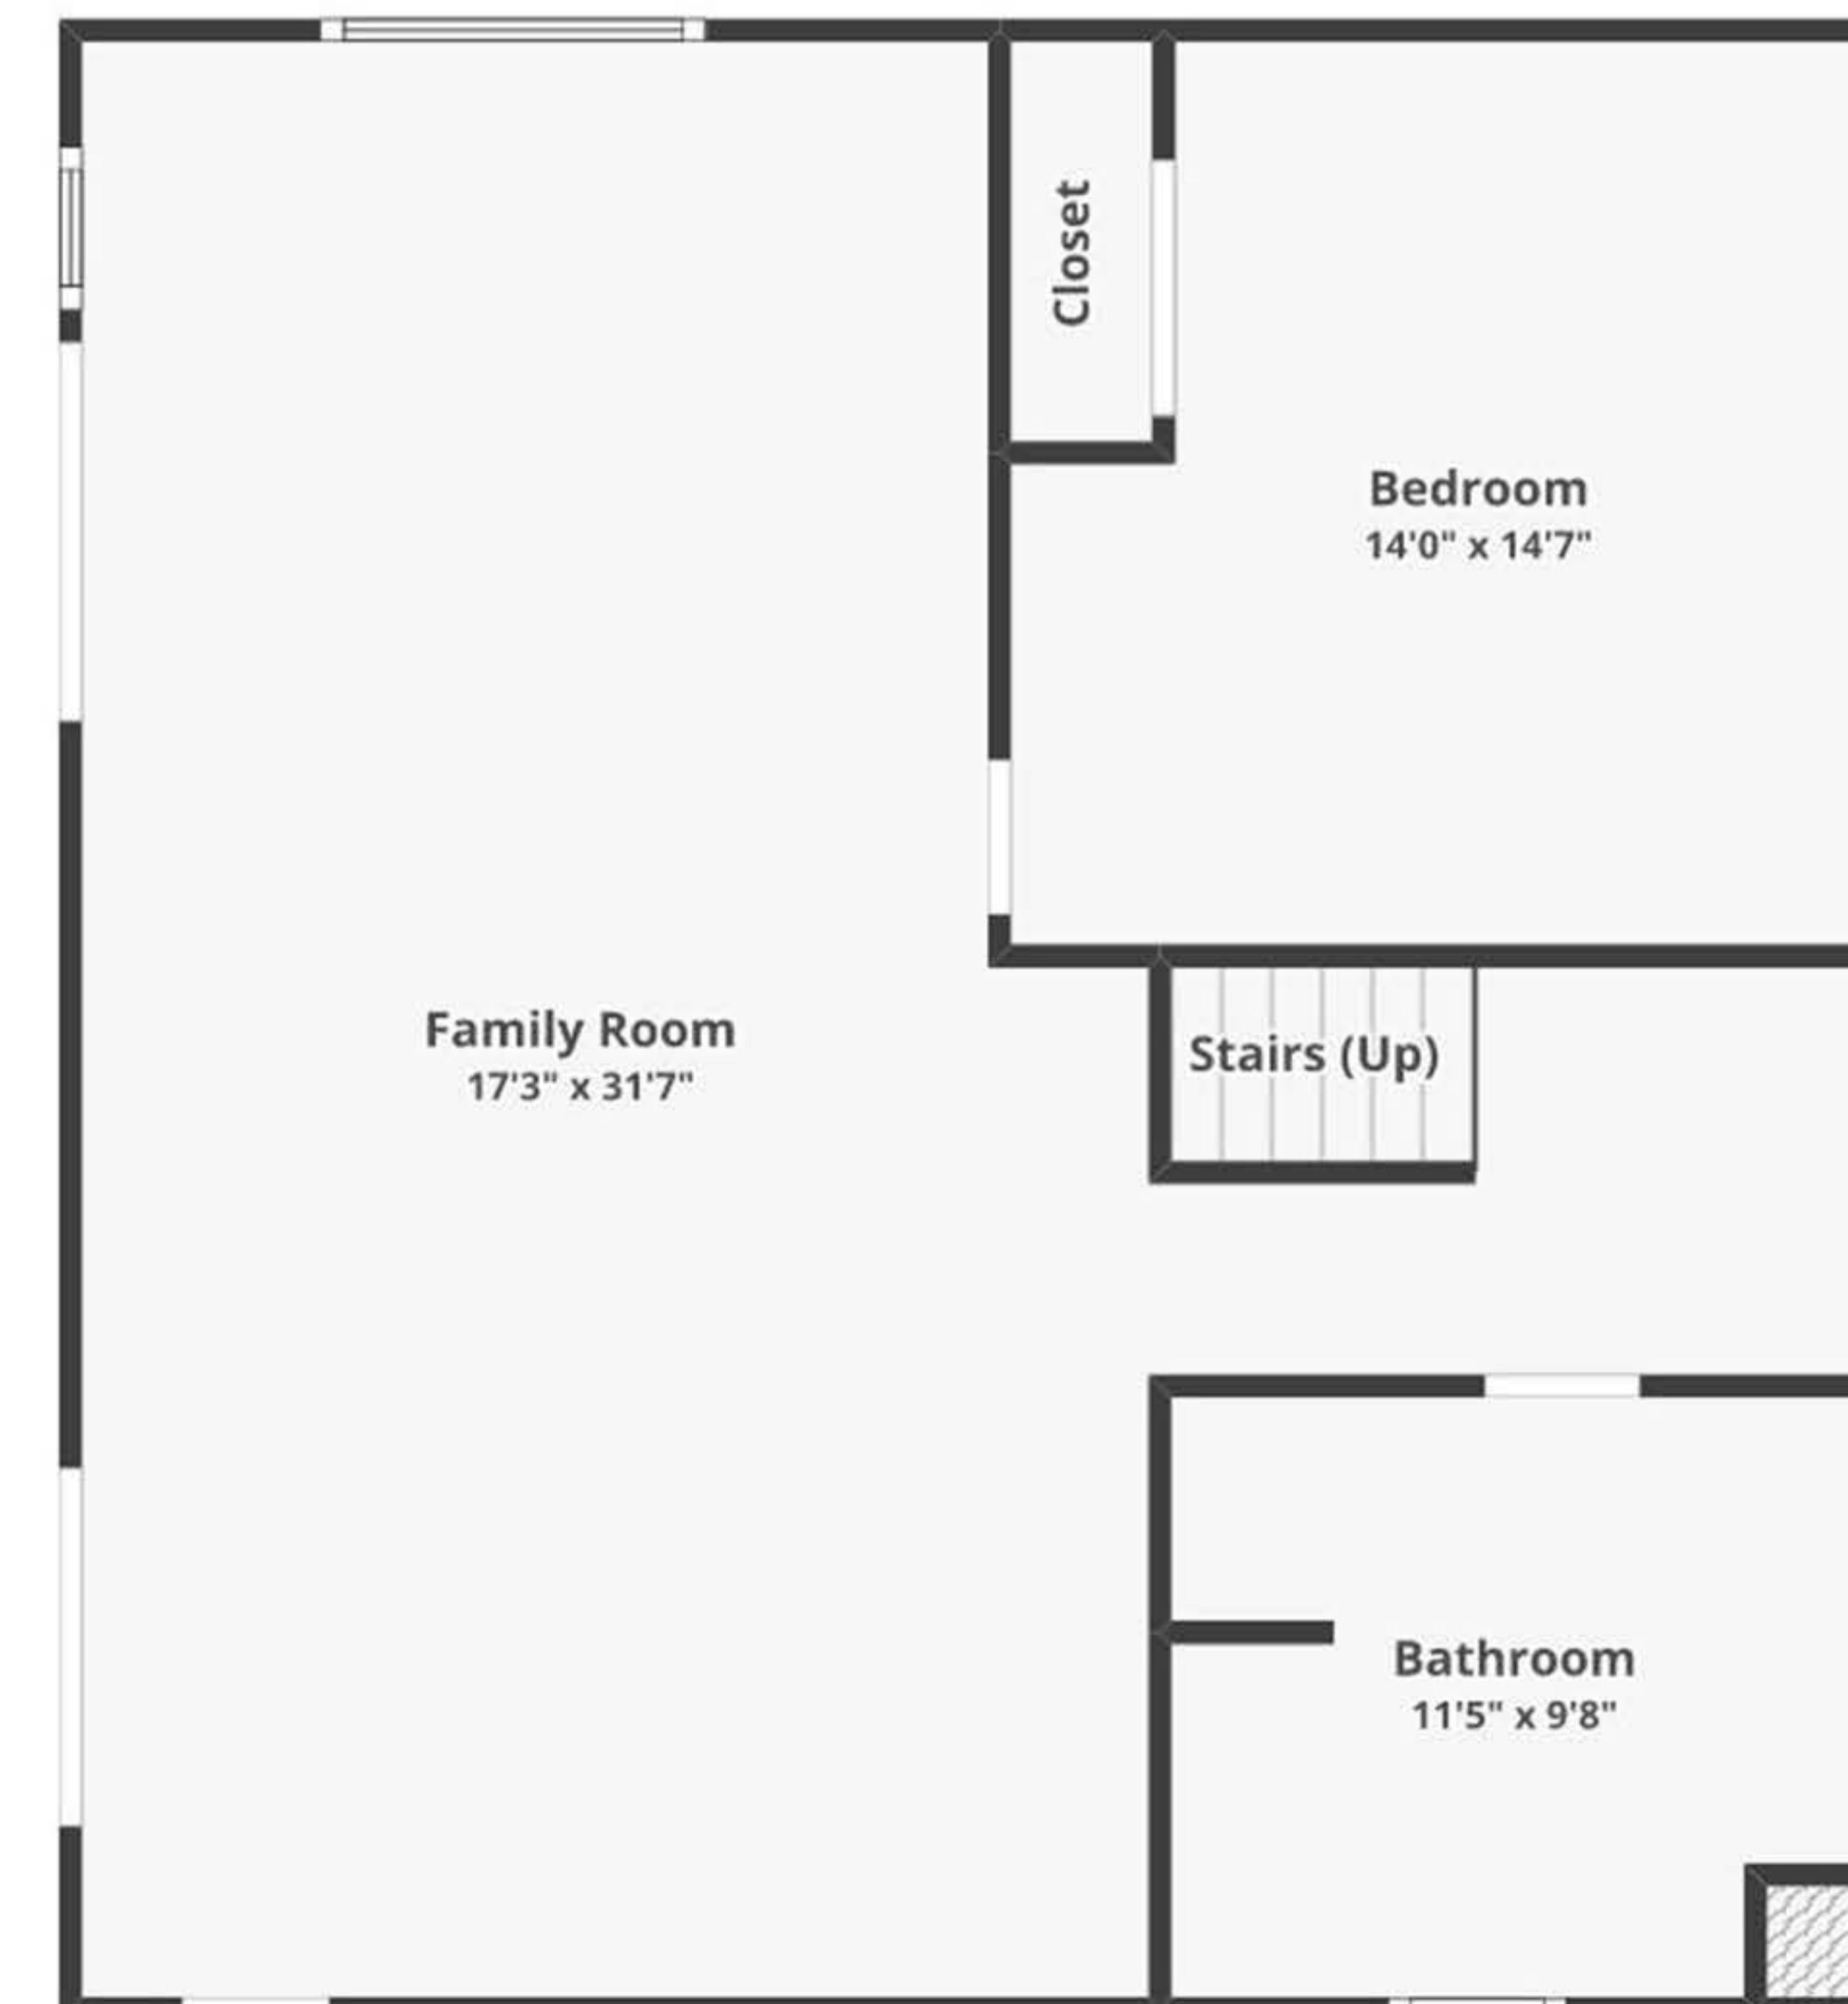 Closet
Bedroom
14'0" x 14'7"
Family Room
17'3" x 31'7"
Stairs (Up)
Bathroom
11'5" x 9'8"